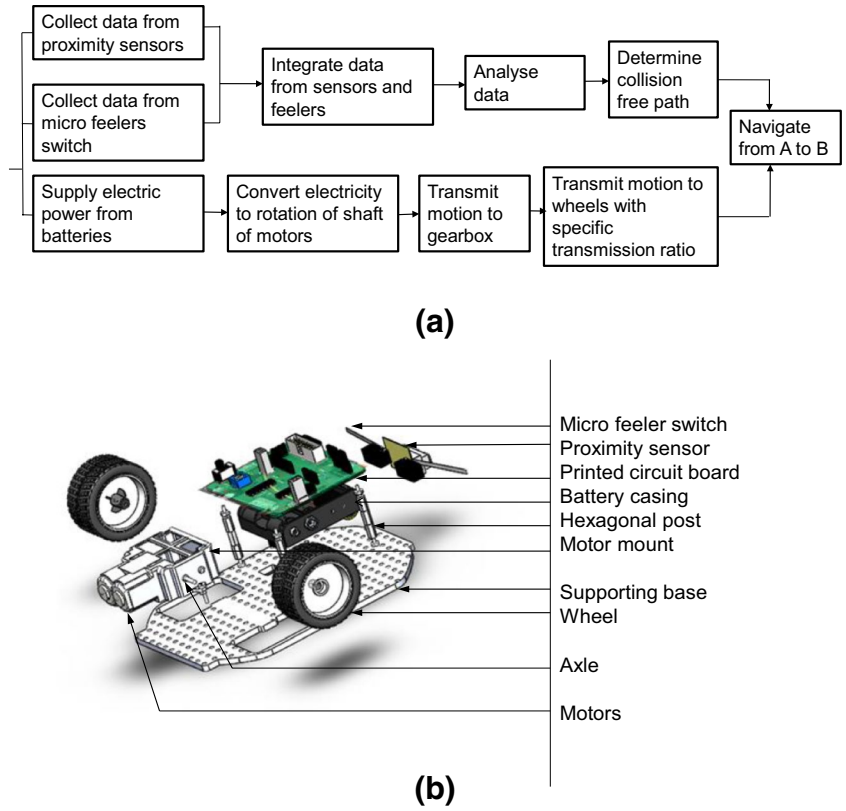 Collect data from
proximity sensors
Collect data from
micro feelers
switch
Integrate data
from sensors and
feelers
Analyse
data
Determine
collision
free path
Navigate
from A to B
Supply electric
power from
batteries
Convert electricity
to rotation of shaft
of motors
Transmit
motion to
gearbox
Transmit motion to
wheels with
specific
transmission ratio
(a)
Micro feeler switch
Proximity sensor
Printed circuit board
Battery casing
Hexagonal post
Motor mount
Supporting base
Wheel
Axle
Motors
(b)